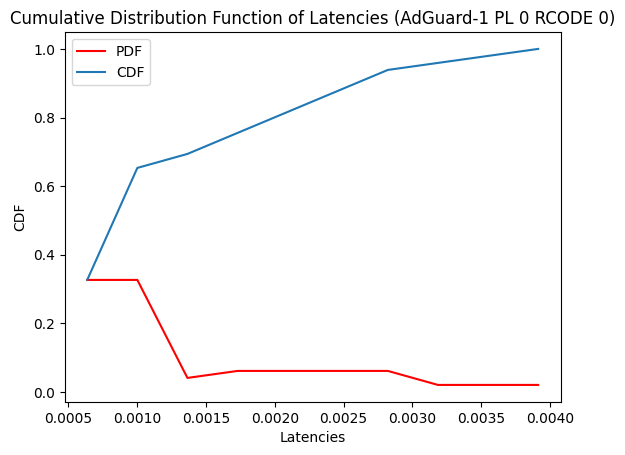 Cumulative Distribution Function of Latencies (AdGuard-1 PL 0 RCODE 0)
PDF
CDF
1.0
0.8
0.6
0.4
0.2
0.0
CDF
0.0005 0.0010 0.0015 0.0020 0.0025 0.0030 0.0035 0.0040
Latencies